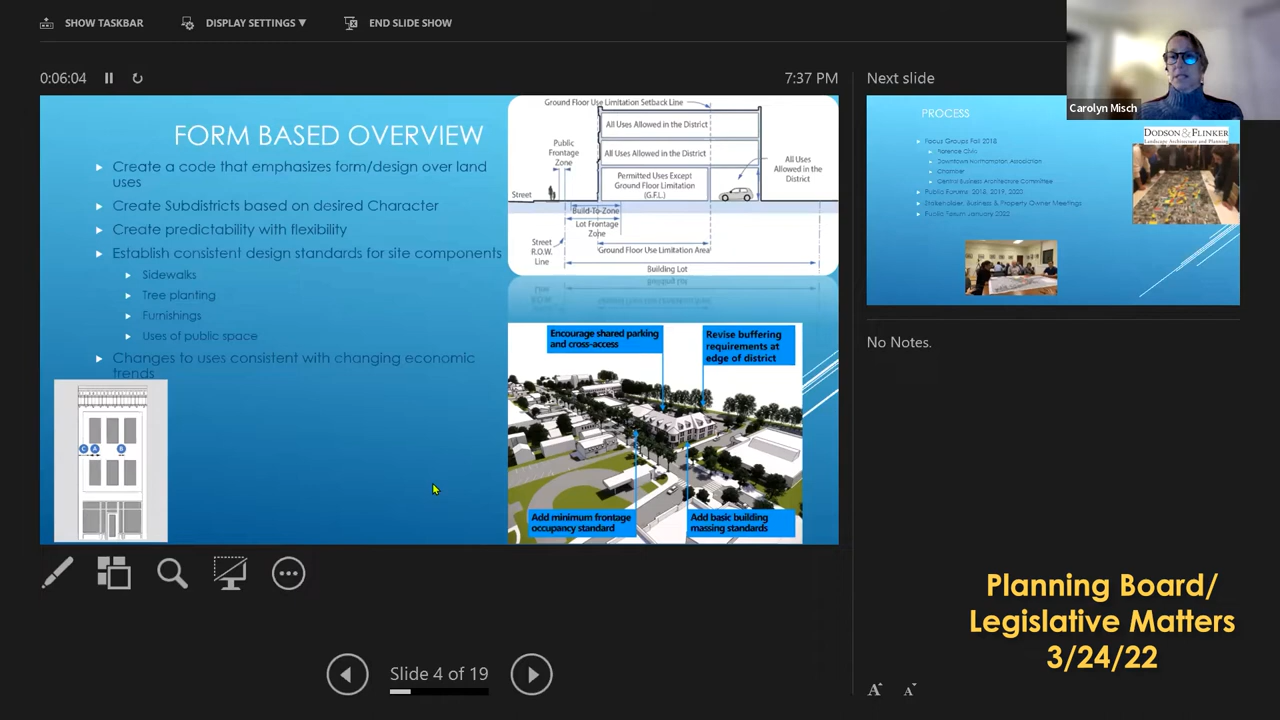 SHOW TASKBAR
DISPLAY SETTINGS ▼
END SLIDE SHOW
0:06:04
7:37 PM
FORM BASED OVERVIEW
Create a code that emphasizes form/design over land
uses
Create Subdistricts based on desired Character
Create predictability with flexibility
Establish consistent design standards for site components
Sidewalks
Tree planting
Furnishings
Uses of public space
Changes to uses consistent with changing economic
trends
C A B
Ground Floor Use Limitation Setback Line
All Uses Allowed in the District
All Uses Allowed in the District
Public
Frontage
Zone
Permitted Uses Except
Ground Floor Limitation
(G.F.L.)
All Uses
Allowed in the
District
Street
Build-To-Zone
Lot Frontage
Zone
Street
R.O.W.
Line
Ground Floor Use Limitation Area
Building Lot
Encourage shared parking
and cross-access
Revise buffering
requirements at
edge of district
Add minimum frontage
occupancy standard
Add basic building
massing standards
Slide 4 of 19
Next slide
Carolyn Misch
PROCESS
DODSON & FLINKER
Landscape Architecture and Planning
Focus Groups Fall 2018
Florence Civic
Downtown Northampton Association
Chamber
Central Business Architecture Committee
Public Forums
Stakeholder, Business & Property Owner Meetings
Public Forum January 2022
No Notes.
Planning Board/
Legislative Matters
3/24/22
A A